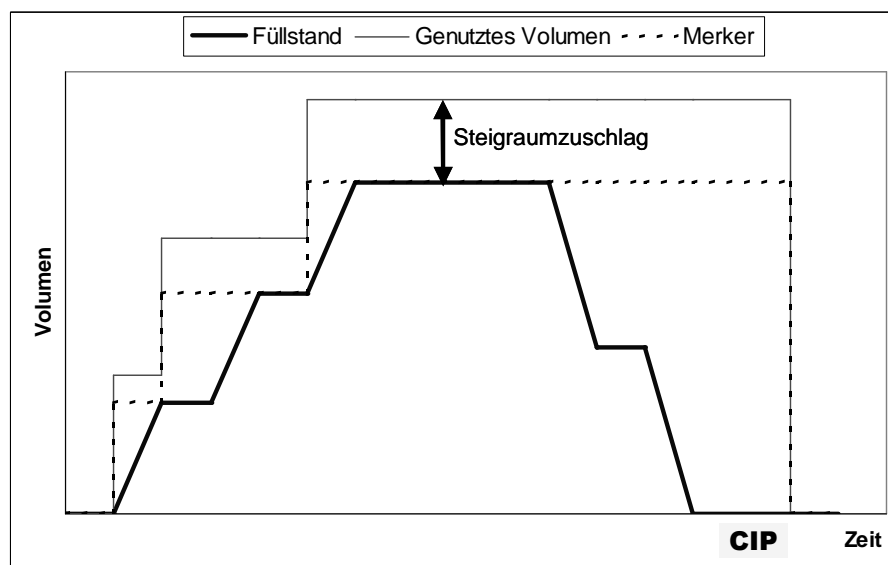 Füllstand Genutztes Volumen Merker
Steigraumzuschlag
Volumen
CIP Zeit